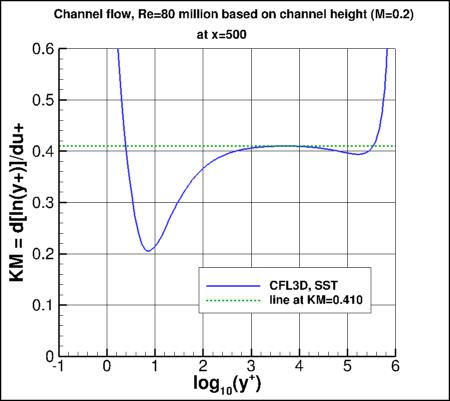 Channel flow, Re=80 million based on channel height (M=0.2)
at x=500
KM = d[ln(y+)]/du+
0.6
0.5
0.4
0.3
0.2
0.1
0
CFL3D, SST
line at KM=0.410
-1 0 1 2 3 4 5 6
log10(y+)